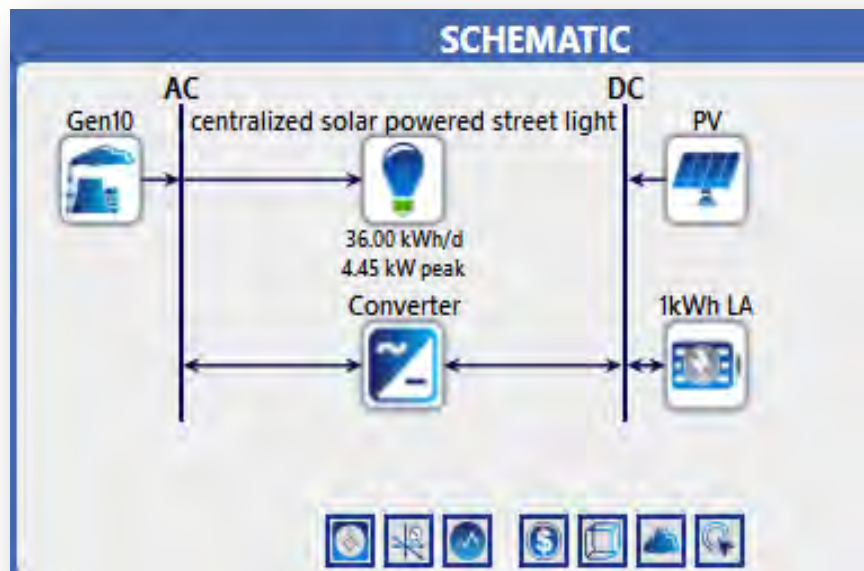 SCHEMATIC
AC
DC
Gen10
centralized solar powered street light
PV
36.00 kWh/d
4.45 kW peak
Converter
1kWh LA